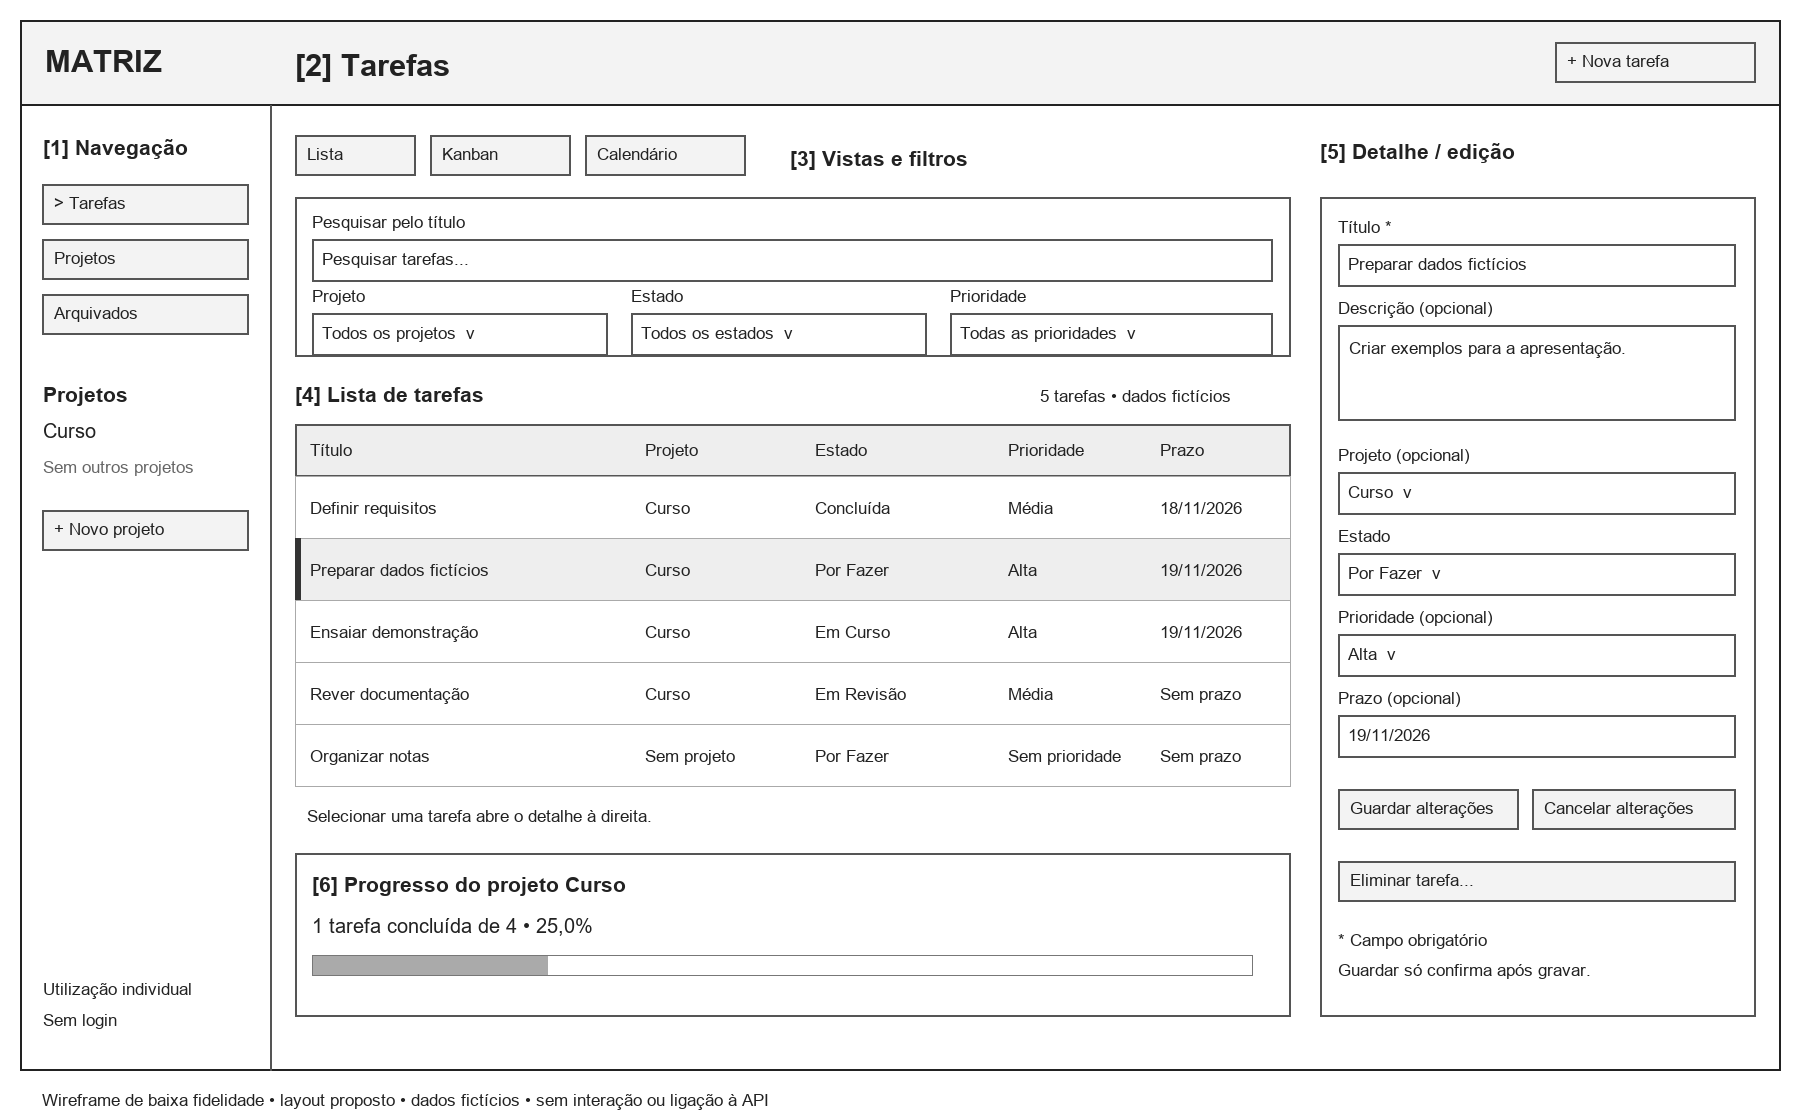 MATRIZ
[2] Tarefas
+ Nova tarefa
[1] Navegação
> Tarefas
Projetos
Arquivados
Projetos
Curso
Sem outros projetos
+ Novo projeto
Utilização individual
Sem login
Lista
Kanban
Calendário
[3] Vistas e filtros
Pesquisar pelo título
Pesquisar tarefas...
Projeto Estado Prioridade
Todos os projetos v Todos os estados v Todas as prioridades v
[4] Lista de tarefas
5 tarefas • dados fictícios
Título Projeto Estado Prioridade Prazo
Definir requisitos Curso Concluída Média 18/11/2026
Preparar dados fictícios Curso Por Fazer Alta 19/11/2026
Ensaiar demonstração Curso Em Curso Alta 19/11/2026
Rever documentação Curso Em Revisão Média Sem prazo
Organizar notas Sem projeto Por Fazer Sem prioridade Sem prazo
Selecionar uma tarefa abre o detalhe à direita.
[6] Progresso do projeto Curso
1 tarefa concluída de 4 • 25,0%
[5] Detalhe / edição
Título *
Preparar dados fictícios
Descrição (opcional)
Criar exemplos para a apresentação.
Projeto (opcional)
Curso v
Estado
Por Fazer v
Prioridade (opcional)
Alta v
Prazo (opcional)
19/11/2026
Guardar alterações
Cancelar alterações
Eliminar tarefa...
* Campo obrigatório
Guardar só confirma após gravar.
Wireframe de baixa fidelidade • layout proposto • dados fictícios • sem interação ou ligação à API